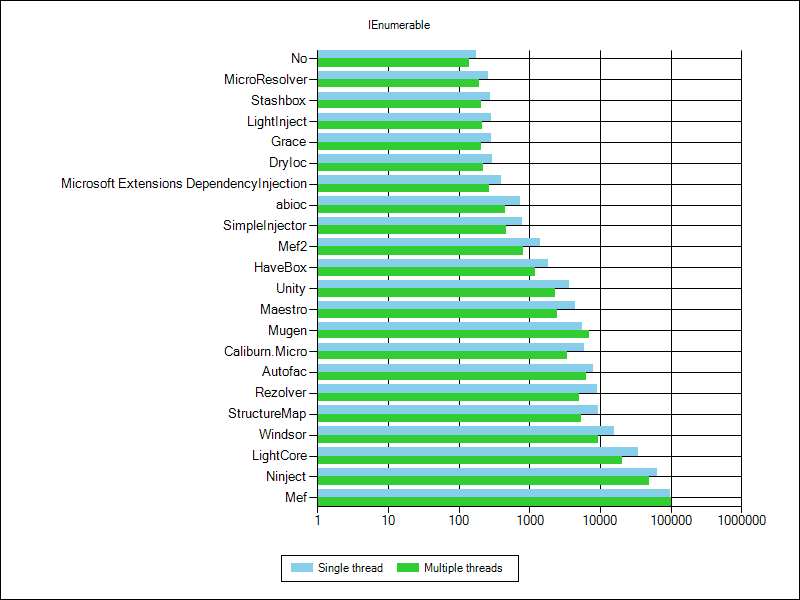 IEnumerable
No
MicroResolver
Stashbox
LightInject
Grace
DryIoc
Microsoft Extensions DependencyInjection
abioc
SimpleInjector
Mef2
HaveBox
Unity
Maestro
Mugen
Caliburn.Micro
Autofac
Rezolver
StructureMap
Windsor
LightCore
Ninject
Mef
1 10 100 1000 10000 100000 1000000
Single thread Multiple threads